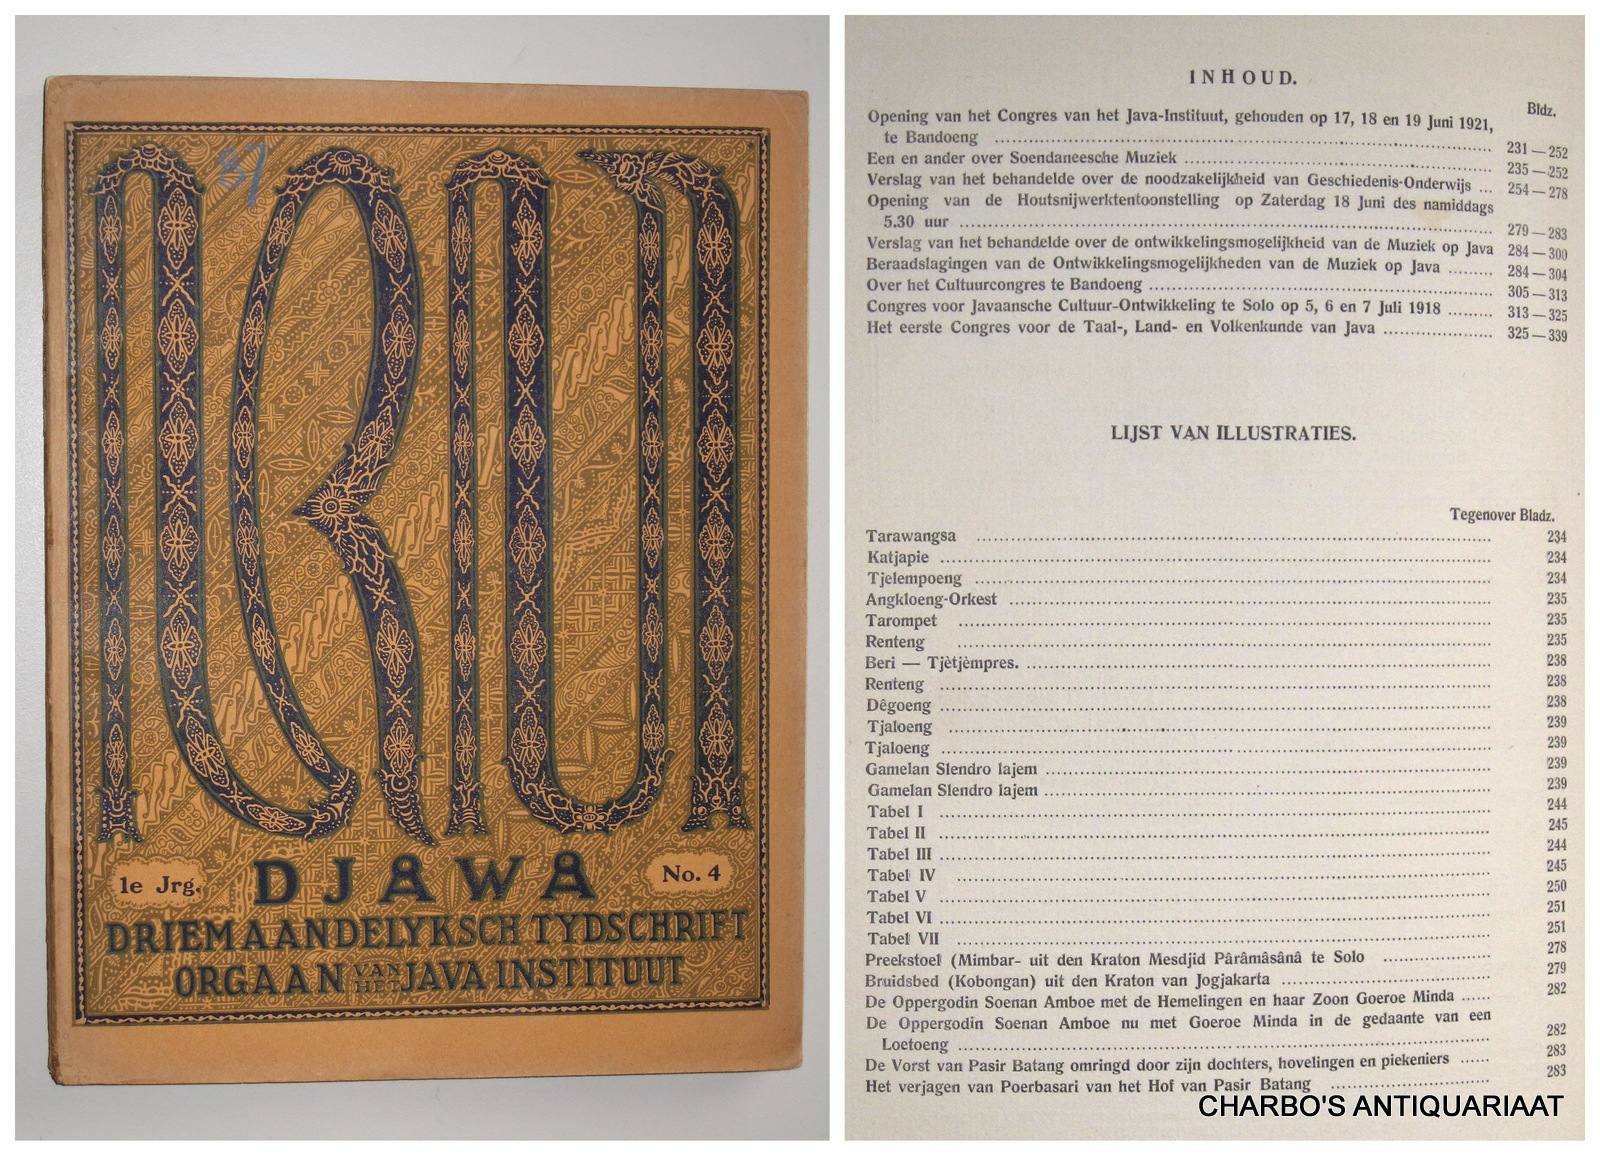 87
ꦗꦮ
1e Jrg.
DJAWA
No. 4
DRIEMAANDELYKSCH TYDSCHRIFT
ORGAAN VAN HET JAVA INSTITUUT
INHOUD.
Bldz.
Opening van het Congres van het Java-Instituut, gehouden op 17, 18 en 19 Juni 1921,
te Bandoeng ........ 231—252
Een en ander over Soendaneesche Muziek ........ 235—252
Verslag van het behandelde over de noodzakelijkheid van Geschiedenis-Onderwijs ... 254—278
Opening van de Houtsnijwerktentoonstelling op Zaterdag 18 Juni des namiddags
5.30 uur ........ 279—283
Verslag van het behandelde over de ontwikkelingsmogelijkheid van de Muziek op Java 284—300
Beraadslagingen van de Ontwikkelingsmogelijkheden van de Muziek op Java ......... 284—304
Over het Cultuurcongres te Bandoeng ........ 305—313
Congres voor Javaansche Cultuur-Ontwikkeling te Solo op 5, 6 en 7 Juli 1918 ......... 313—325
Het eerste Congres voor de Taal-, Land- en Volkenkunde van Java ........ 325—339
LIJST VAN ILLUSTRATIES.
Tegenover Bladz.
Tarawangsa ........ 234
Katjapie ........ 234
Tjelempoeng ........ 234
Angkloeng-Orkest ........ 235
Tarompet ........ 235
Renteng ........ 235
Beri — Tjètjèmpres. ........ 238
Renteng ........ 238
Dêgoeng ........ 238
Tjaloeng ........ 239
Tjaloeng ........ 239
Gamelan Slendro lajem ........ 239
Gamelan Slendro lajem ........ 239
Tabel I ........ 244
Tabel II ........ 245
Tabel III ........ 244
Tabel IV ........ 245
Tabel V ........ 250
Tabel VI ........ 251
Tabel VII ........ 251
Preekstoel (Mimbar- uit den Kraton Mesdjid Pârâmâsânâ te Solo ........ 278
Bruidsbed (Kobongan) uit den Kraton van Jogjakarta ........ 279
De Oppergodin Soenan Amboe met de Hemelingen en haar Zoon Goeroe Minda ...... 282
De Oppergodin Soenan Amboe nu met Goeroe Minda in de gedaante van een
Loetoeng ........ 282
De Vorst van Pasir Batang omringd door zijn dochters, hovelingen en piekeniers ...... 283
Het verjagen van Poerbasari van het Hof van Pasir Batang ........ 283
CHARBO'S ANTIQUARIAAT